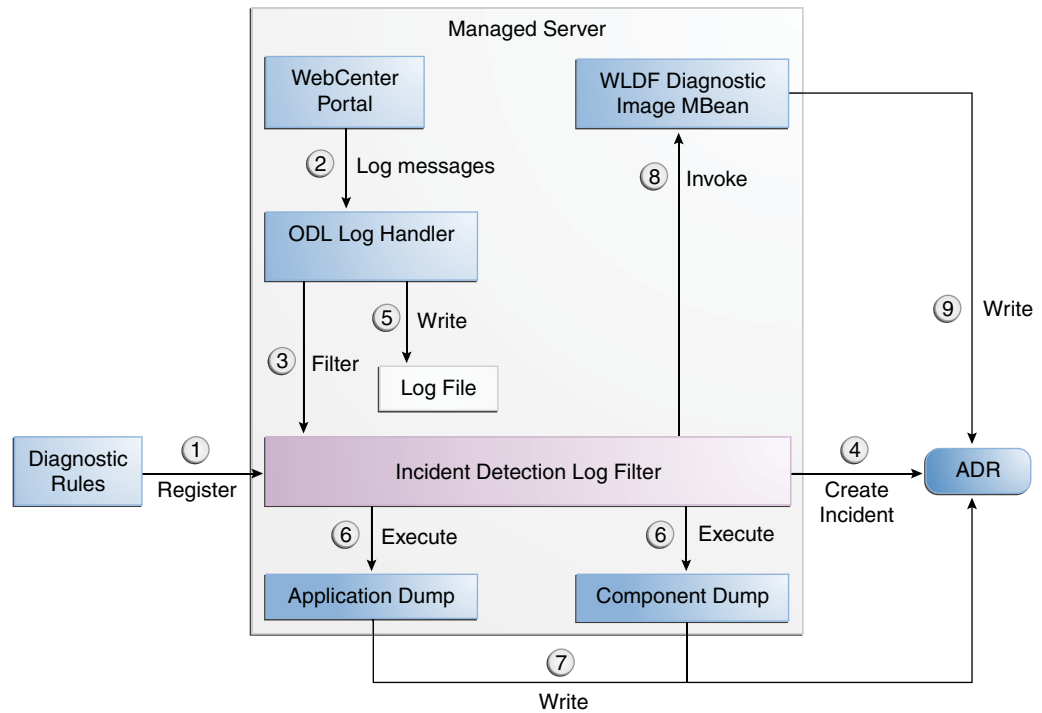 Managed Server
WebCenter
Portal
WLDF Diagnostic
Image MBean
2
Log messages
8
Invoke
ODL Log Handler
5
Write
9
Write
3
Filter
Log File
Diagnostic
Rules
1
Register
Incident Detection Log Filter
4
Create
Incident
ADR
6
Execute
6
Execute
Application Dump
Component Dump
7
Write